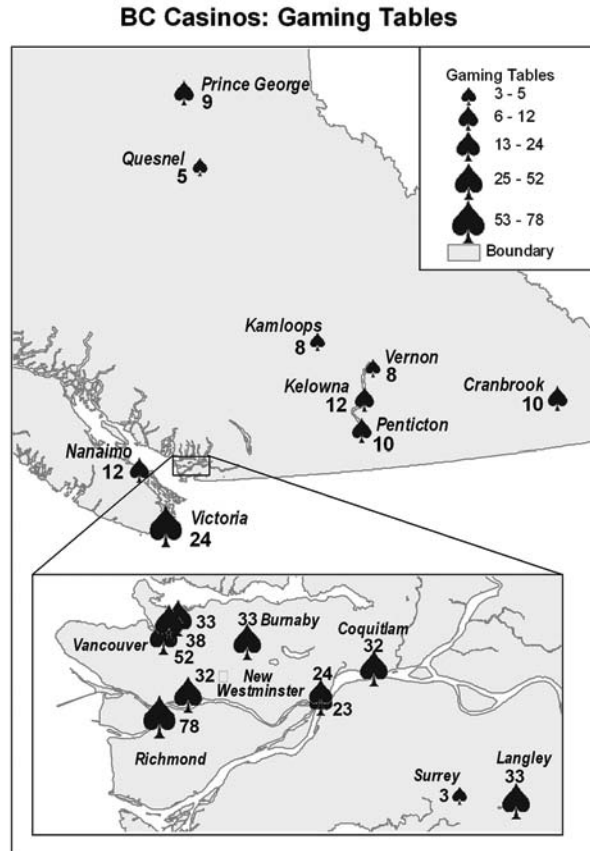 BC Casinos: Gaming Tables
Gaming Tables
3 - 5
6 - 12
13 - 24
25 - 52
53 - 78
Boundary
Prince George
9
Quesnel
5
Kamloops
8
Vernon
8
Kelowna
12
Cranbrook
10
Penticton
10
Nanaimo
12
Victoria
24
33
38
Vancouver
52
33
Burnaby
Coquitlam
32
32
New
Westminster
24
23
78
Richmond
Surrey
3
Langley
33